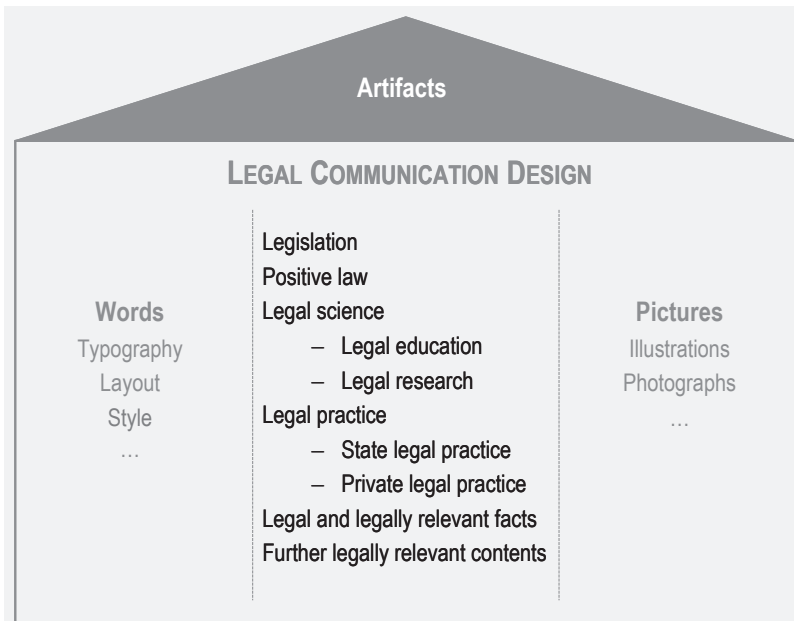 Artifacts
LEGAL COMMUNICATION DESIGN
Words
Typography
Layout
Style
…
Legislation
Positive law
Legal science
– Legal education
– Legal research
Legal practice
– State legal practice
– Private legal practice
Legal and legally relevant facts
Further legally relevant contents
Pictures
Illustrations
Photographs
…